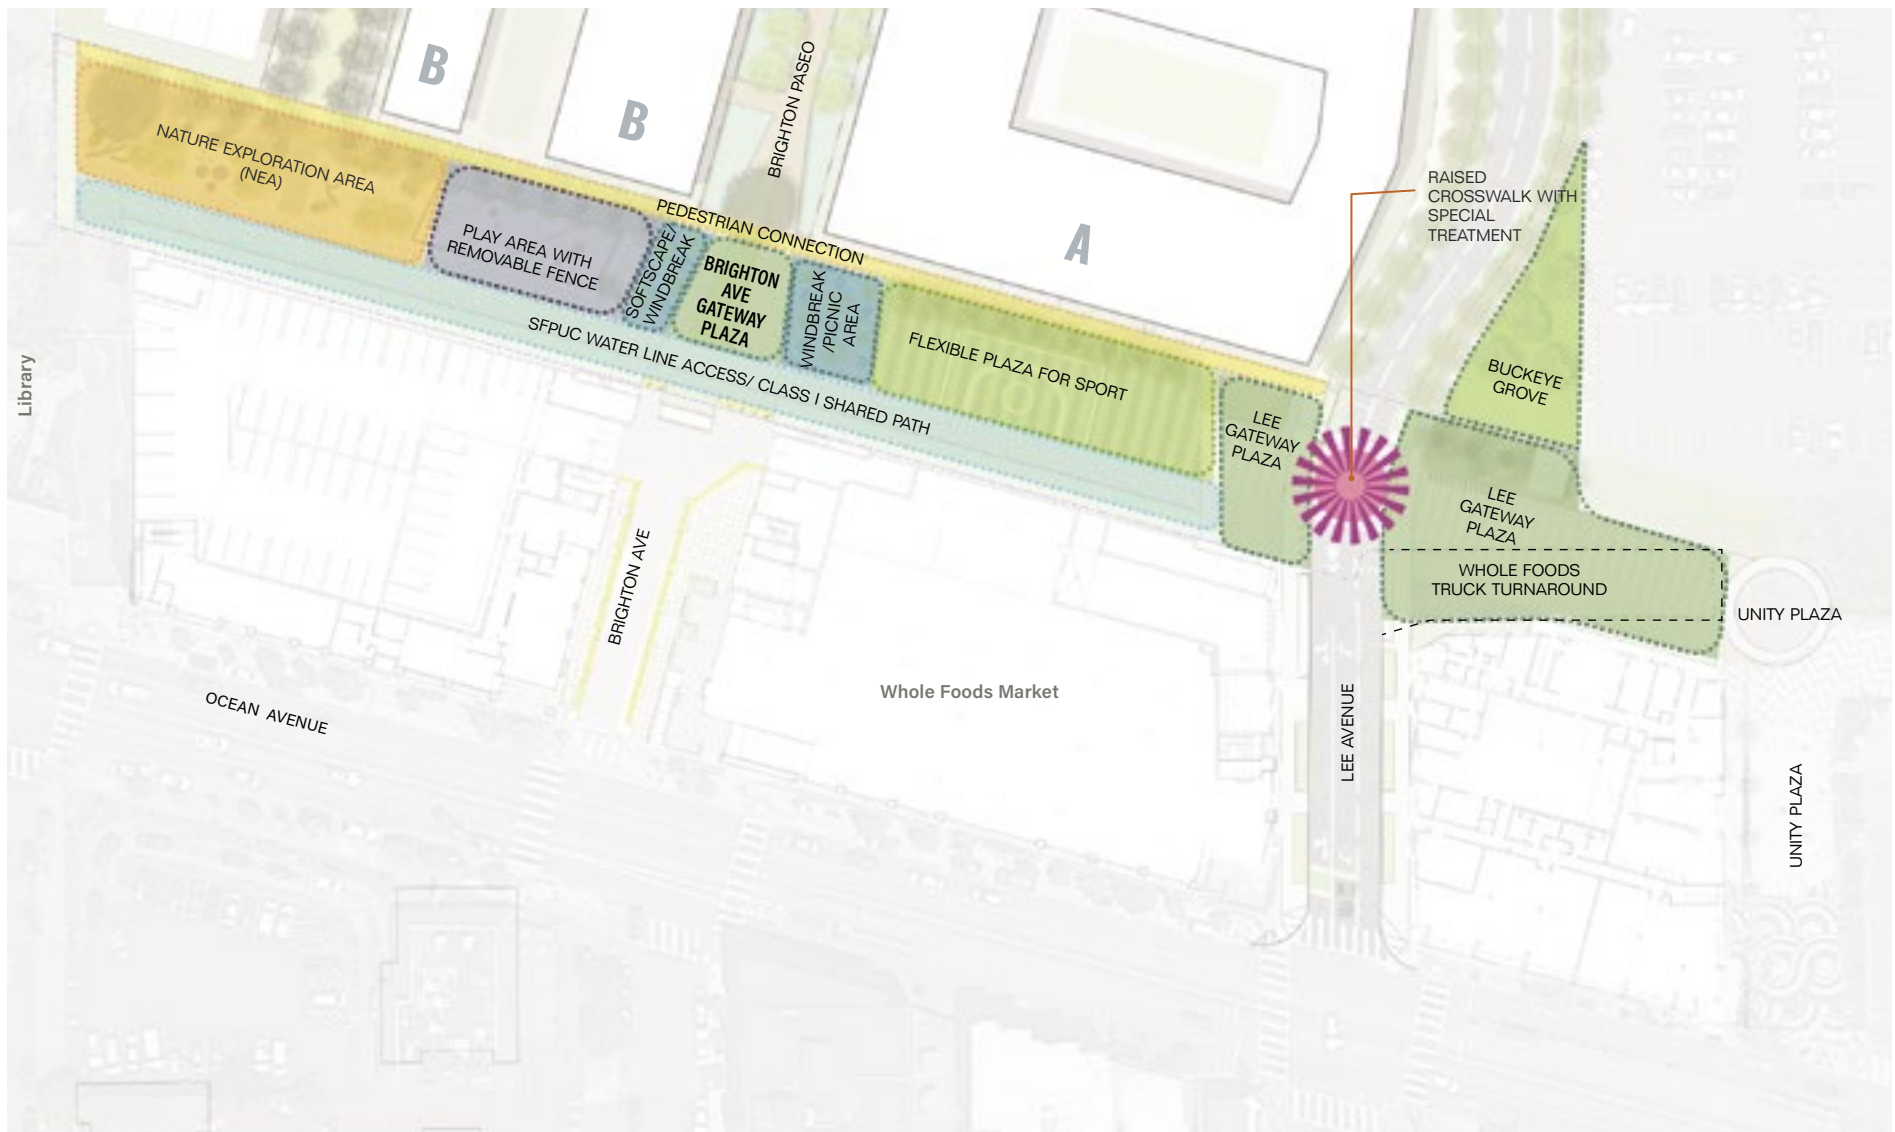 B
B
BRIGHTON PASEO
A
NATURE EXPLORATION AREA
(NEA)
PEDESTRIAN CONNECTION
PLAY AREA WITH
REMOVABLE FENCE
SOFTSCAPE/
WINDBREAK
BRIGHTON
AVE
GATEWAY
PLAZA
WINDBREAK
/PICNIC
AREA
FLEXIBLE PLAZA FOR SPORT
SFPUC WATER LINE ACCESS/ CLASS I SHARED PATH
LEE
GATEWAY
PLAZA
RAISED
CROSSWALK WITH
SPECIAL
TREATMENT
BUCKEYE
GROVE
LEE
GATEWAY
PLAZA
WHOLE FOODS
TRUCK TURNAROUND
UNITY PLAZA
Library
BRIGHTON AVE
OCEAN AVENUE
Whole Foods Market
LEE AVENUE
UNITY PLAZA